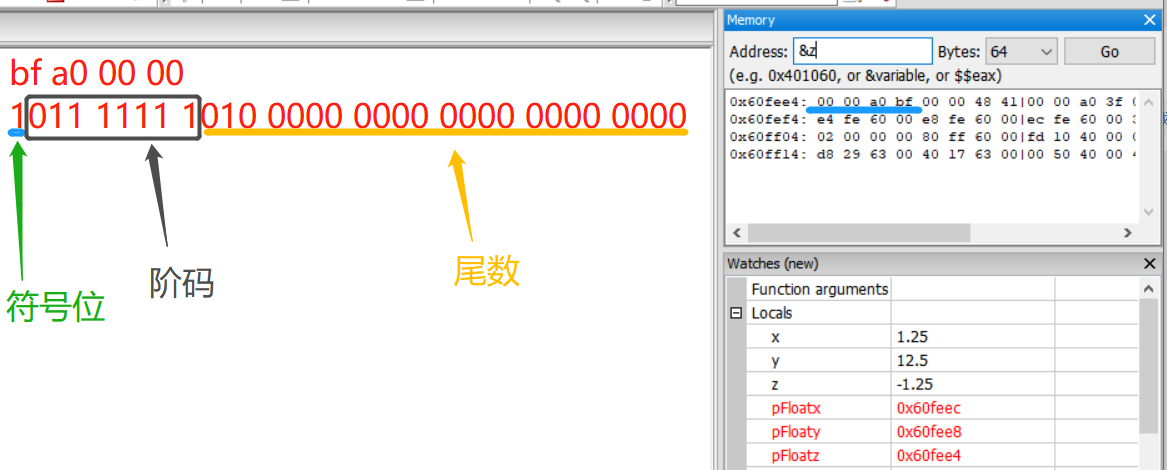 bf a0 00 00
1011 1111 1010 0000 0000 0000 0000 0000
符号位
阶码
尾数
Memory
Address: &z Bytes: 64 Go
(e.g. 0x401060, or &variable, or $$eax)
0x60fee4: 00 00 a0 bf 00 00 48 41|00 00 a0 3f
0x60fef4: e4 fe 60 00 e8 fe 60 00|ec fe 60 00
0x60ff04: 02 00 00 00 80 ff 60 00|fd 10 40 00
0x60ff14: d8 29 63 00 40 17 63 00|00 50 40 00
Watches (new)
Function arguments
Locals
x 1.25
y 12.5
z -1.25
pFloatx 0x60feec
pFloaty 0x60fee8
pFloatz 0x60fee4